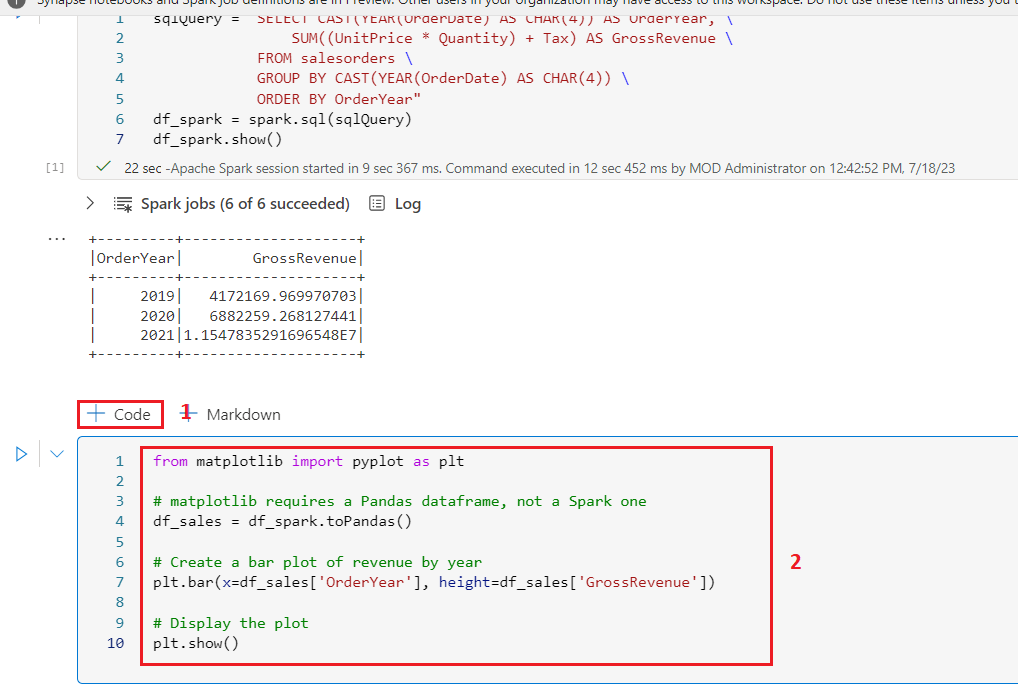 Synapse notebooks and Spark job definitions are in Preview. Other users in your organization may have access to this workspace. Do not use these items unless you t
1 sqlQuery = "SELECT CAST(YEAR(OrderDate) AS CHAR(4)) AS OrderYear, \
2 SUM((UnitPrice * Quantity) + Tax) AS GrossRevenue \
3 FROM salesorders \
4 GROUP BY CAST(YEAR(OrderDate) AS CHAR(4)) \
5 ORDER BY OrderYear"
6 df_spark = spark.sql(sqlQuery)
7 df_spark.show()
[1] 22 sec -Apache Spark session started in 9 sec 367 ms. Command executed in 12 sec 452 ms by MOD Administrator on 12:42:52 PM, 7/18/23
Spark jobs (6 of 6 succeeded) Log
... +---------+--------------------+
|OrderYear|        GrossRevenue|
+---------+--------------------+
|     2019|   4172169.969970703|
|     2020|   6882259.268127441|
|     2021|1.1547835291696548E7|
+---------+--------------------+
+ Code 1 + Markdown
1 from matplotlib import pyplot as plt
2
3 # matplotlib requires a Pandas dataframe, not a Spark one
4 df_sales = df_spark.toPandas()
5
6 # Create a bar plot of revenue by year
7 plt.bar(x=df_sales['OrderYear'], height=df_sales['GrossRevenue'])
8
9 # Display the plot
10 plt.show()
2